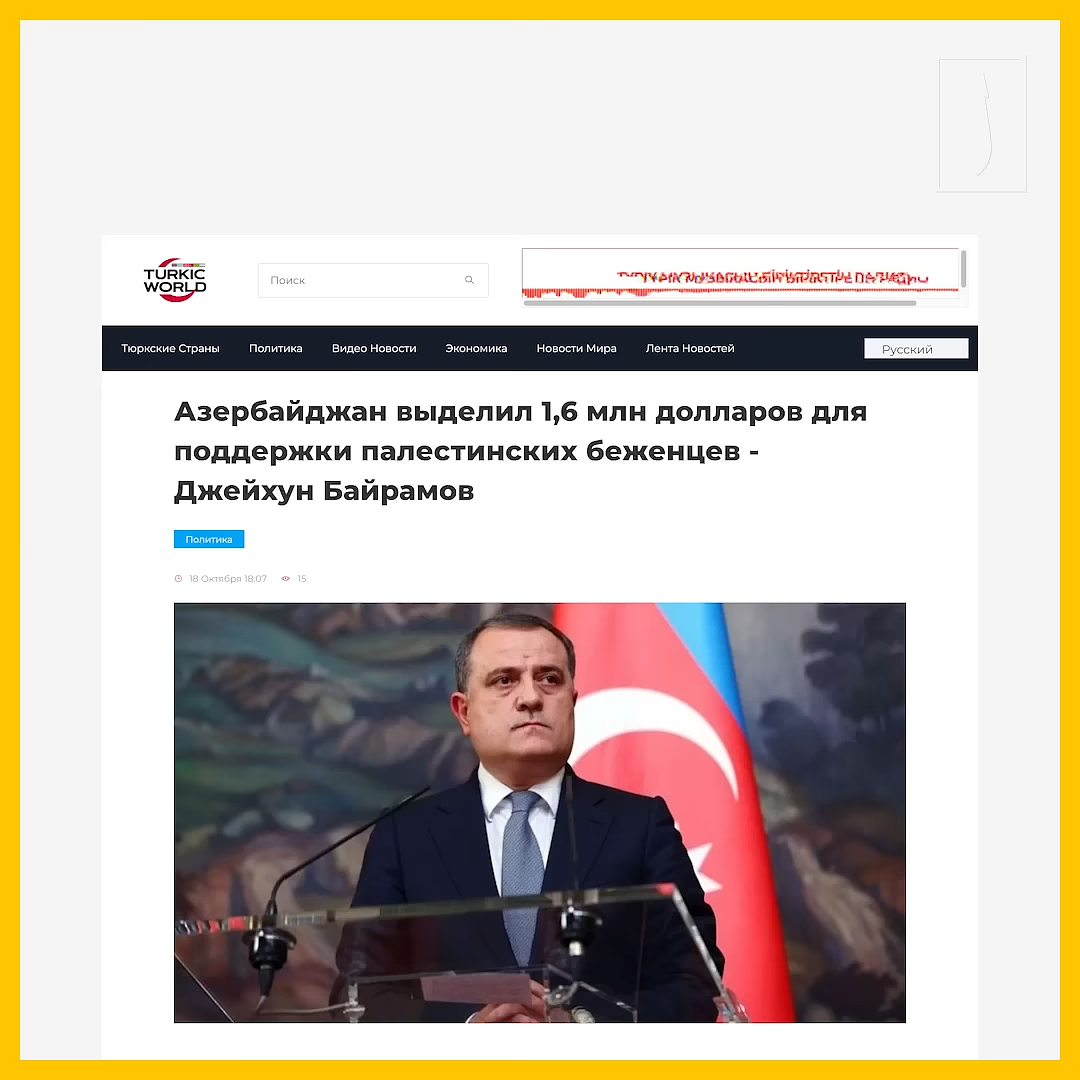 TURKIC
WORLD
Поиск
Тюркские Страны Политика Видео Новости Экономика Новости Мира Лента Новостей Русский
Азербайджан выделил 1,6 млн долларов для
поддержки палестинских беженцев -
Джейхун Байрамов
Политика
18 Октября 18:07 15